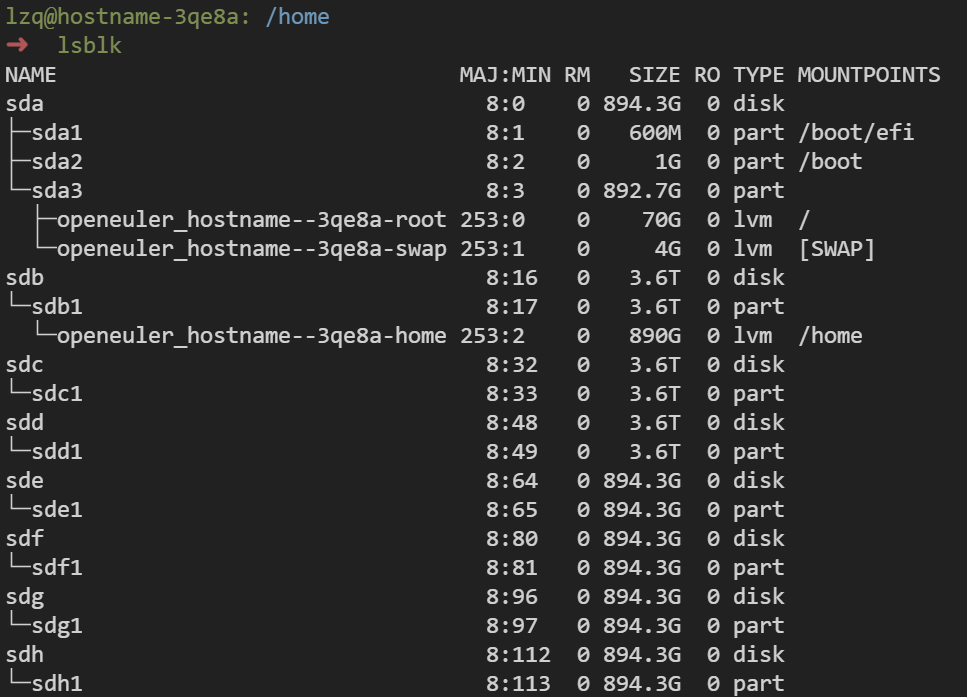 lzq@hostname-3qe8a: /home
➜  lsblk
NAME                               MAJ:MIN RM   SIZE RO TYPE MOUNTPOINTS
sda                                  8:0    0 894.3G  0 disk
├─sda1                               8:1    0   600M  0 part /boot/efi
├─sda2                               8:2    0     1G  0 part /boot
└─sda3                               8:3    0 892.7G  0 part
  ├─openeuler_hostname--3qe8a-root 253:0    0    70G  0 lvm  /
  └─openeuler_hostname--3qe8a-swap 253:1    0     4G  0 lvm  [SWAP]
sdb                                  8:16   0   3.6T  0 disk
└─sdb1                               8:17   0   3.6T  0 part
  └─openeuler_hostname--3qe8a-home 253:2    0   890G  0 lvm  /home
sdc                                  8:32   0   3.6T  0 disk
└─sdc1                               8:33   0   3.6T  0 part
sdd                                  8:48   0   3.6T  0 disk
└─sdd1                               8:49   0   3.6T  0 part
sde                                  8:64   0 894.3G  0 disk
└─sde1                               8:65   0 894.3G  0 part
sdf                                  8:80   0 894.3G  0 disk
└─sdf1                               8:81   0 894.3G  0 part
sdg                                  8:96   0 894.3G  0 disk
└─sdg1                               8:97   0 894.3G  0 part
sdh                                  8:112  0 894.3G  0 disk
└─sdh1                               8:113  0 894.3G  0 part